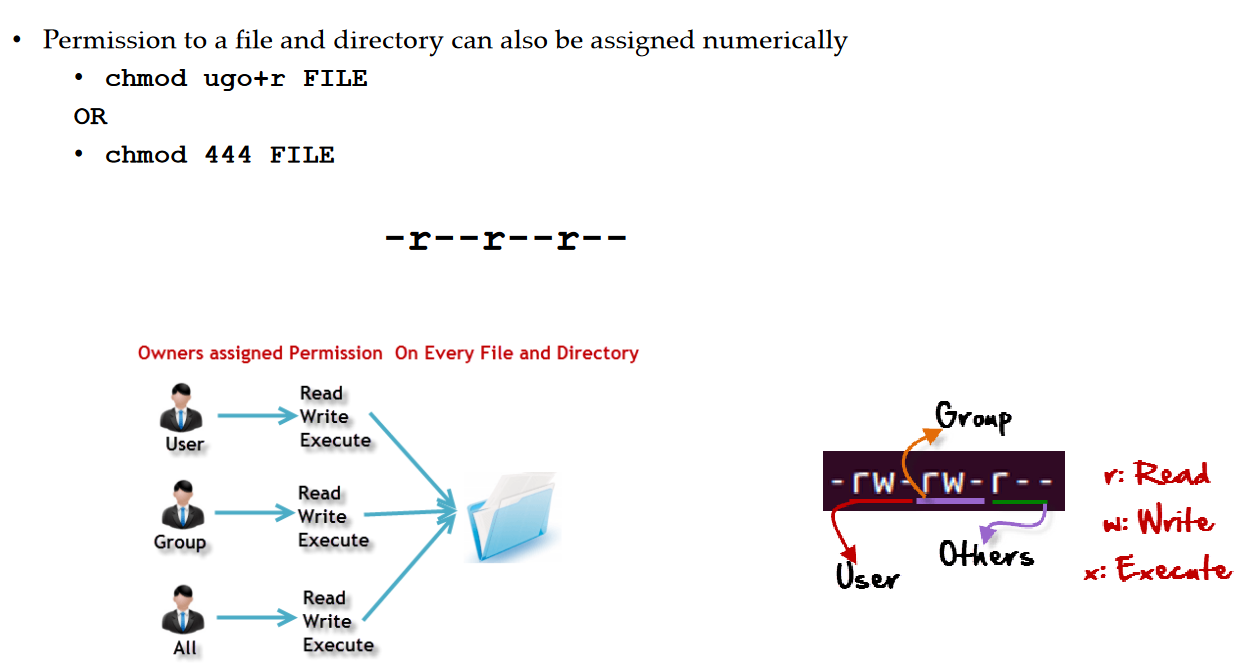 • Permission to a file and directory can also be assigned numerically
• chmod ugo+r FILE
OR
• chmod 444 FILE
-r--r--r--
Owners assigned Permission On Every File and Directory
Read
Write
Execute
User
Read
Write
Execute
Group
Read
Write
Execute
All
Group
-rw-rw-r--
User
Others
r: Read
w: Write
x: Execute